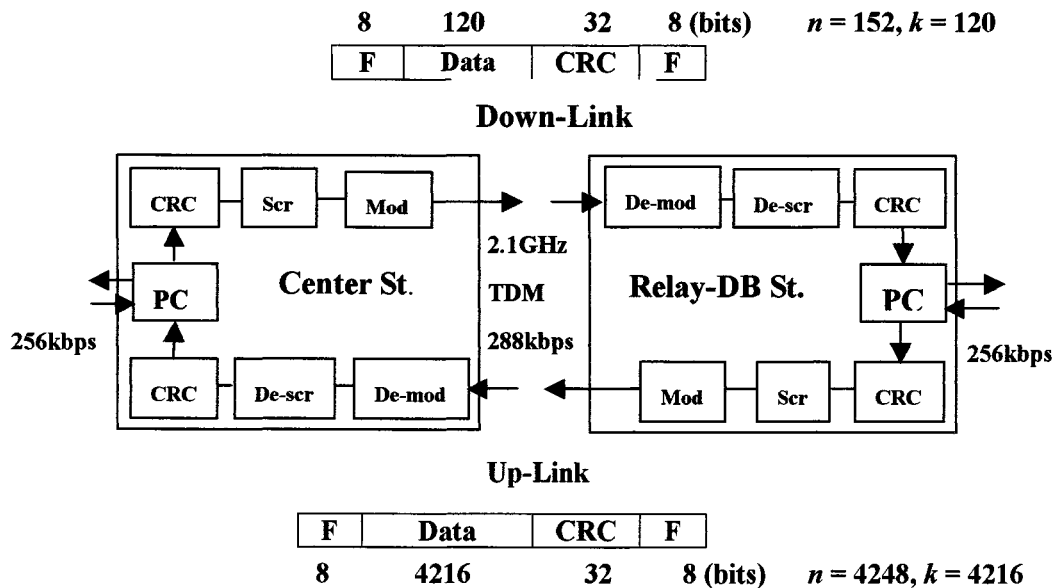 8 120 32 8 (bits) n = 152, k = 120
F Data CRC F
Down-Link
CRC Scr Mod
De-mod De-scr CRC
2.1GHz
PC Center St. TDM Relay-DB St. PC
256kbps 288kbps 256kbps
CRC De-scr De-mod
Mod Scr CRC
Up-Link
F Data CRC F
8 4216 32 8 (bits) n = 4248, k = 4216